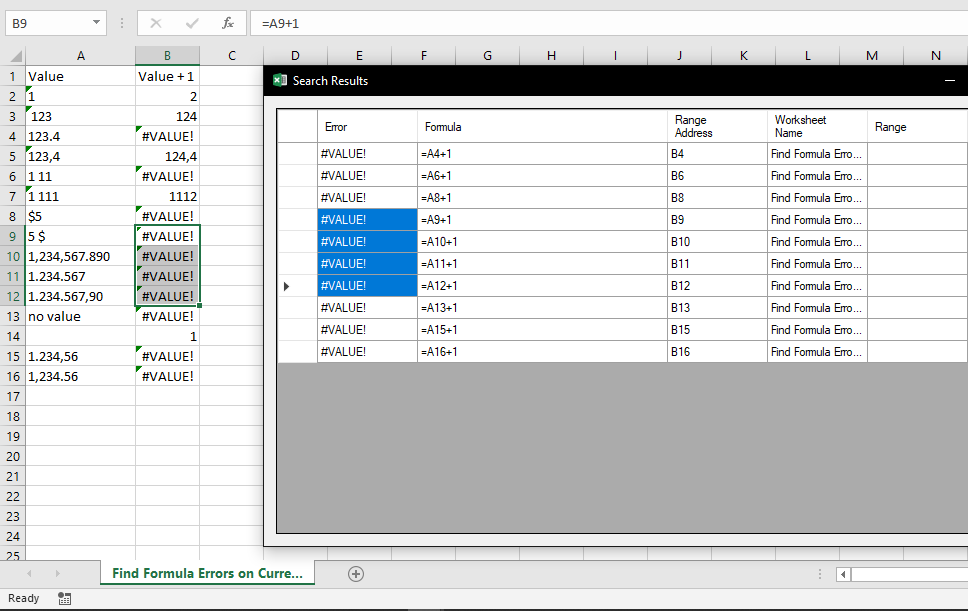 B9 fx =A9+1
A B C D E F G H I J K L M N
1 Value Value + 1
2 1 2
3 123 124
4 123.4 #VALUE!
5 123,4 124,4
6 1 11 #VALUE!
7 1 111 1112
8 $5 #VALUE!
9 5 $ #VALUE!
10 1,234,567.890 #VALUE!
11 1.234.567 #VALUE!
12 1.234.567,90 #VALUE!
13 no value #VALUE!
14 1
15 1.234,56 #VALUE!
16 1,234.56 #VALUE!
17
18
19
20
21
22
23
24
25
Search Results
Error Formula Range Address Worksheet Name Range
#VALUE! =A4+1 B4 Find Formula Erro...
#VALUE! =A6+1 B6 Find Formula Erro...
#VALUE! =A8+1 B8 Find Formula Erro...
#VALUE! =A9+1 B9 Find Formula Erro...
#VALUE! =A10+1 B10 Find Formula Erro...
#VALUE! =A11+1 B11 Find Formula Erro...
#VALUE! =A12+1 B12 Find Formula Erro...
#VALUE! =A13+1 B13 Find Formula Erro...
#VALUE! =A15+1 B15 Find Formula Erro...
#VALUE! =A16+1 B16 Find Formula Erro...
Find Formula Errors on Curre...
Ready